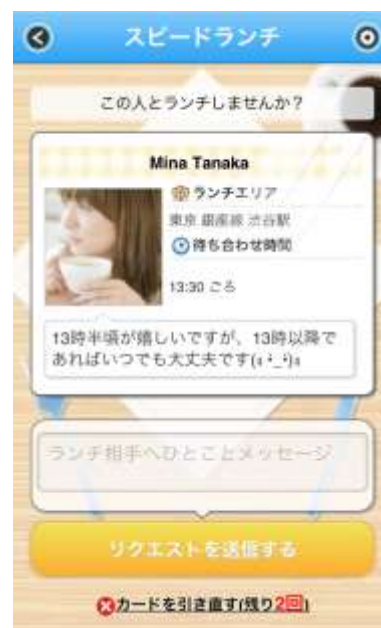 スピードランチ
この人とランチしませんか？
Mina Tanaka
ランチエリア
東京 銀座線 渋谷駅
待ち合わせ時間
13:30 ごろ
13時半頃が嬉しいですが、13時以降で
あればいつでも大丈夫です
ランチ相手へひとことメッセージ
リクエストを送信する
カードを引き直す(残り2回)